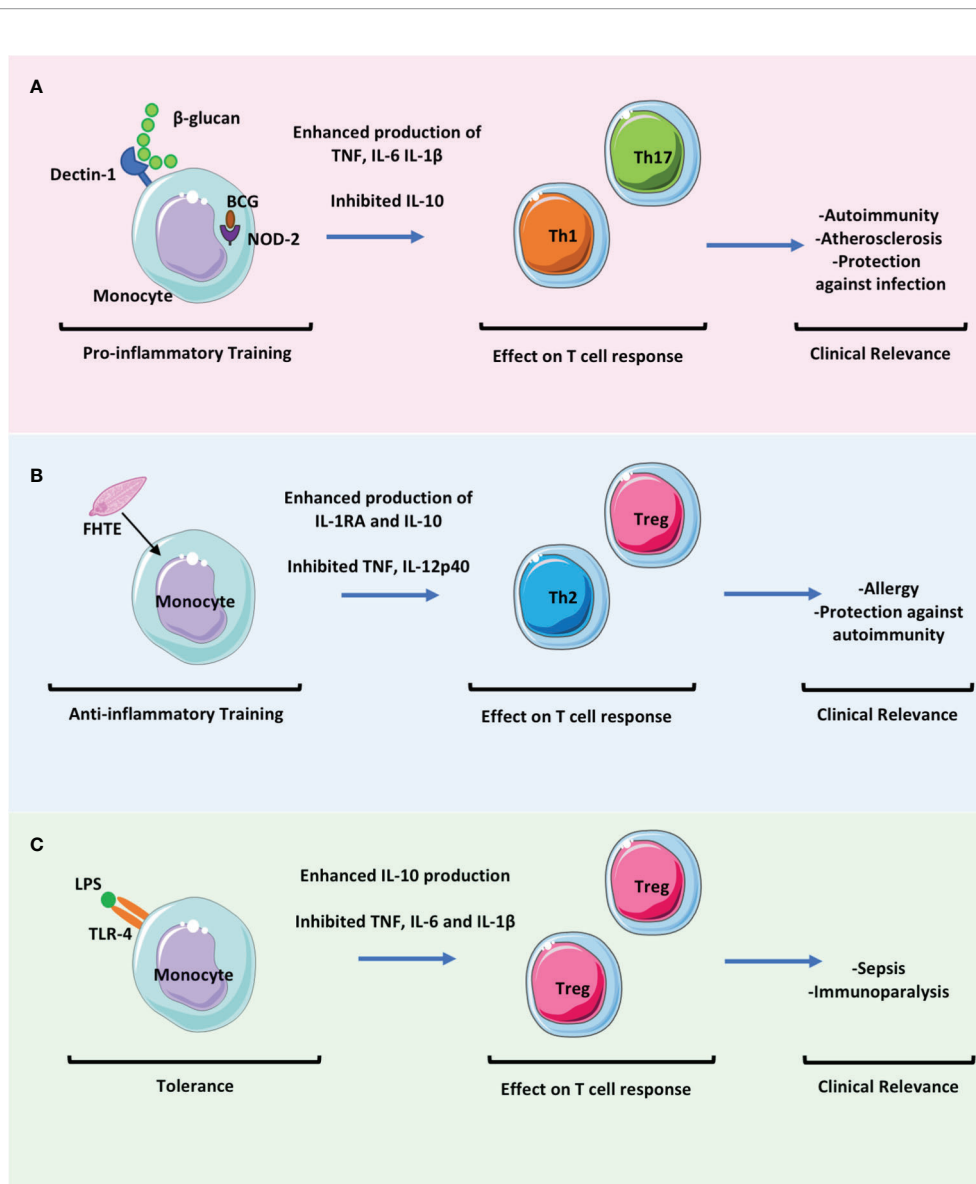 A
β-glucan
Dectin-1
BCG
NOD-2
Monocyte
Enhanced production of
TNF, IL-6 IL-1β
Inhibited IL-10
Th17
Th1
-Autoimmunity
-Atherosclerosis
-Protection
against infection
Pro-inflammatory Training
Effect on T cell response
Clinical Relevance
B
FHTE
Monocyte
Enhanced production of
IL-1RA and IL-10
Inhibited TNF, IL-12p40
Treg
Th2
-Allergy
-Protection against
autoimmunity
Anti-inflammatory Training
Effect on T cell response
Clinical Relevance
C
LPS
TLR-4
Monocyte
Enhanced IL-10 production
Inhibited TNF, IL-6 and IL-1β
Treg
Treg
-Sepsis
-Immunoparalysis
Tolerance
Effect on T cell response
Clinical Relevance